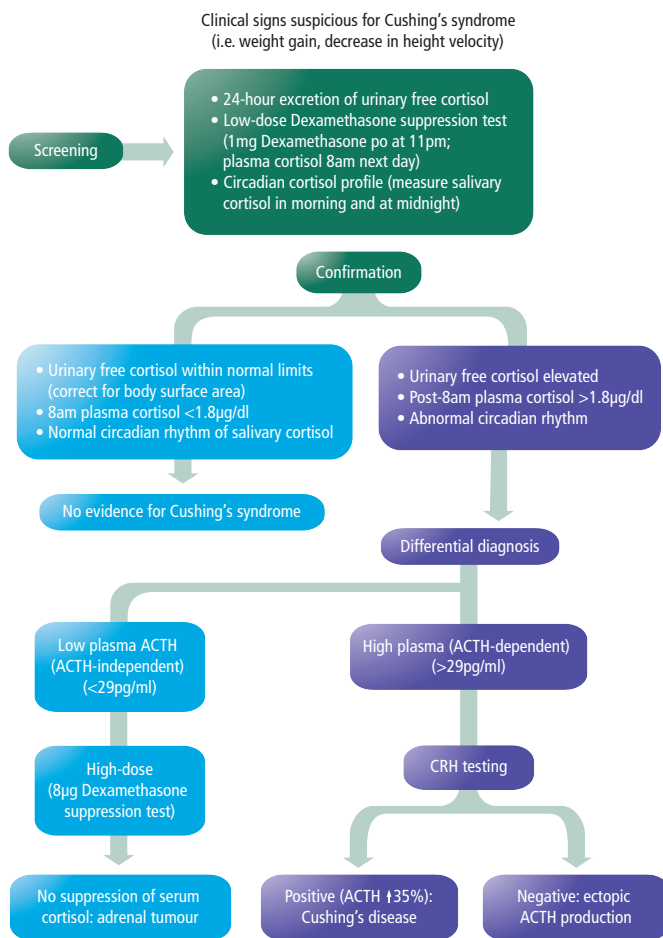 Clinical signs suspicious for Cushing's syndrome
(i.e. weight gain, decrease in height velocity)
Screening
• 24-hour excretion of urinary free cortisol
• Low-dose Dexamethasone suppression test
(1mg Dexamethasone po at 11pm;
plasma cortisol 8am next day)
• Circadian cortisol profile (measure salivary
cortisol in morning and at midnight)
Confirmation
• Urinary free cortisol within normal limits
(correct for body surface area)
• 8am plasma cortisol <1.8µg/dl
• Normal circadian rhythm of salivary cortisol
• Urinary free cortisol elevated
• Post-8am plasma cortisol >1.8µg/dl
• Abnormal circadian rhythm
No evidence for Cushing's syndrome
Differential diagnosis
Low plasma ACTH
(ACTH-independent)
(<29pg/ml)
High plasma (ACTH-dependent)
(>29pg/ml)
High-dose
(8µg Dexamethasone
suppression test)
CRH testing
No suppression of serum
cortisol: adrenal tumour
Positive (ACTH ↑35%):
Cushing's disease
Negative: ectopic
ACTH production